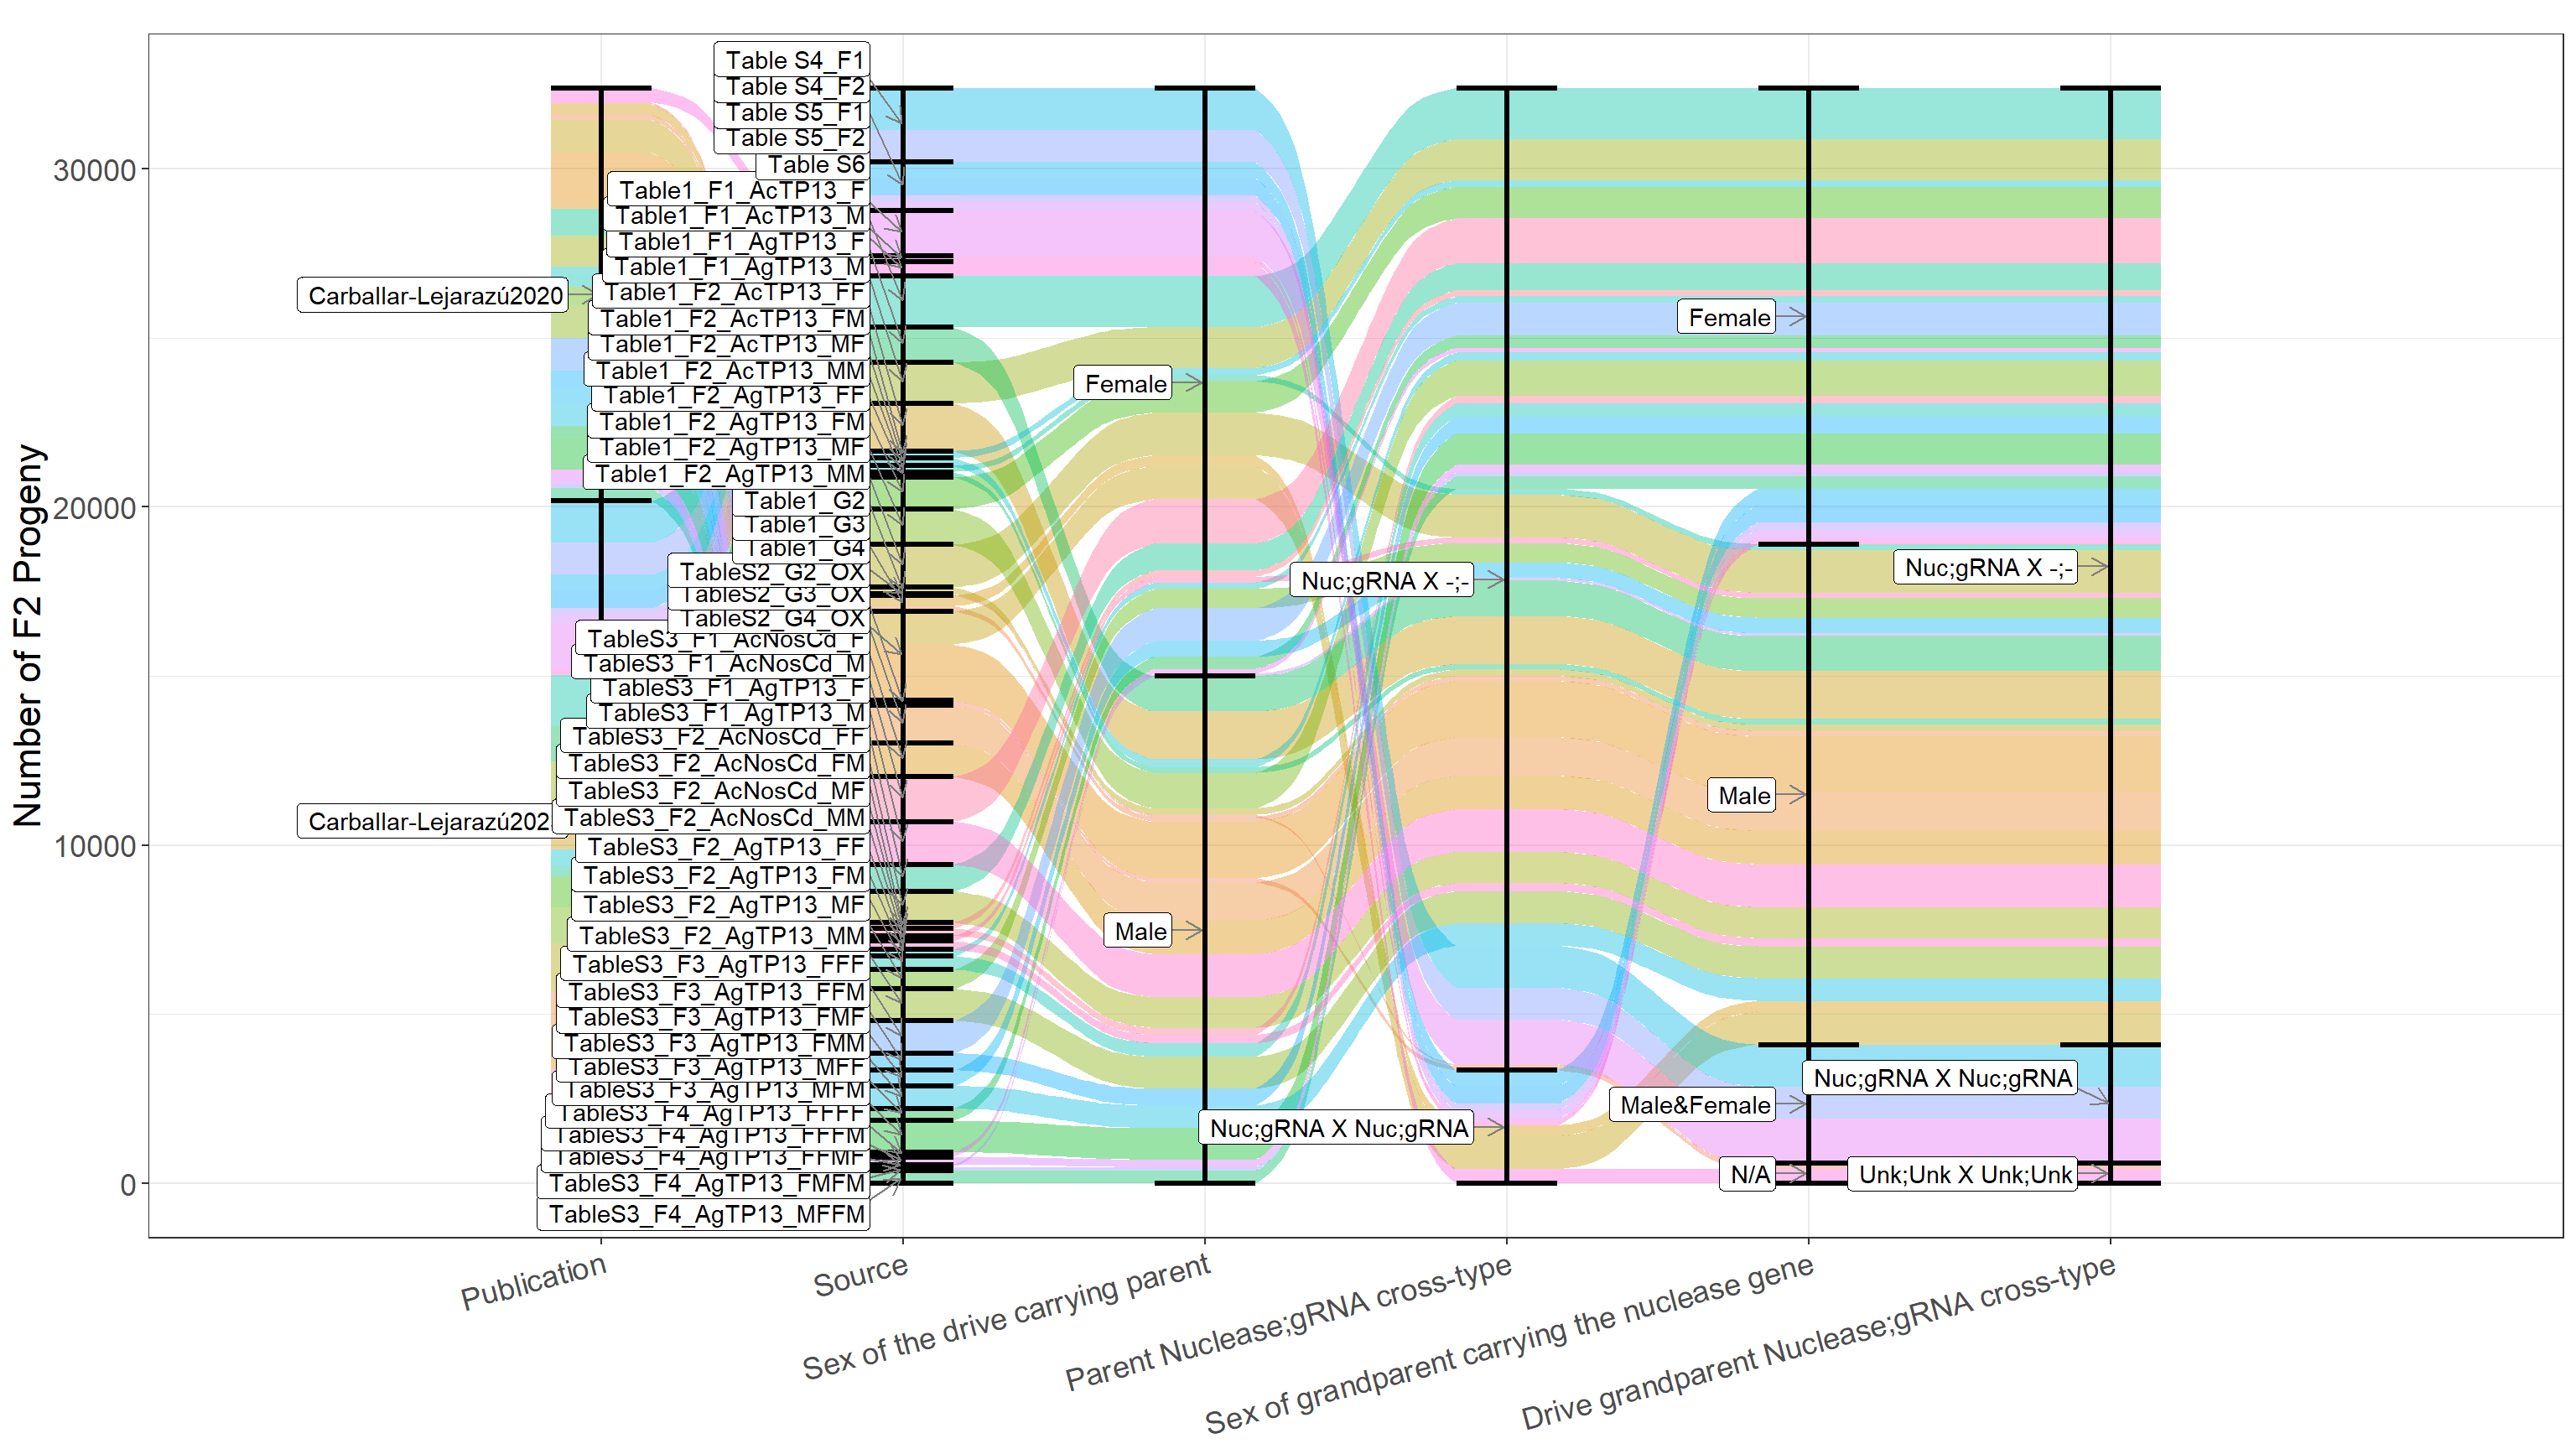 Number of F2 Progeny
30000
20000
10000
0
Carballar-Lejarazú2020
Carballar-Lejarazú202
Table S4_F1
Table S4_F2
Table S5_F1
Table S5_F2
Table S6
Table1_F1_AcTP13_F
Table1_F1_AcTP13_M
Table1_F1_AgTP13_F
Table1_F1_AgTP13_M
Table1_F2_AcTP13_FF
Table1_F2_AcTP13_FM
Table1_F2_AcTP13_MF
Table1_F2_AcTP13_MM
Table1_F2_AgTP13_FF
Table1_F2_AgTP13_FM
Table1_F2_AgTP13_MF
Table1_F2_AgTP13_MM
Table1_G2
Table1_G3
Table1_G4
TableS2_G2_OX
TableS2_G3_OX
TableS2_G4_OX
TableS3_F1_AcNosCd_F
TableS3_F1_AcNosCd_M
TableS3_F1_AgTP13_F
TableS3_F1_AgTP13_M
TableS3_F2_AcNosCd_FF
TableS3_F2_AcNosCd_FM
TableS3_F2_AcNosCd_MF
TableS3_F2_AcNosCd_MM
TableS3_F2_AgTP13_FF
TableS3_F2_AgTP13_FM
TableS3_F2_AgTP13_MF
TableS3_F2_AgTP13_MM
TableS3_F3_AgTP13_FFF
TableS3_F3_AgTP13_FFM
TableS3_F3_AgTP13_FMF
TableS3_F3_AgTP13_FMM
TableS3_F3_AgTP13_MFF
TableS3_F3_AgTP13_MFM
TableS3_F4_AgTP13_FFFF
TableS3_F4_AgTP13_FFFM
TableS3_F4_AgTP13_FFMF
TableS3_F4_AgTP13_FMFM
TableS3_F4_AgTP13_MFFM
Female
Male
Nuc;gRNA X -;-
Nuc;gRNA X Nuc;gRNA
Female
Male
Male&Female
N/A
Nuc;gRNA X -;-
Nuc;gRNA X Nuc;gRNA
Unk;Unk X Unk;Unk
Publication
Source
Sex of the drive carrying parent
Parent Nuclease;gRNA cross-type
Sex of grandparent carrying the nuclease gene
Drive grandparent Nuclease;gRNA cross-type